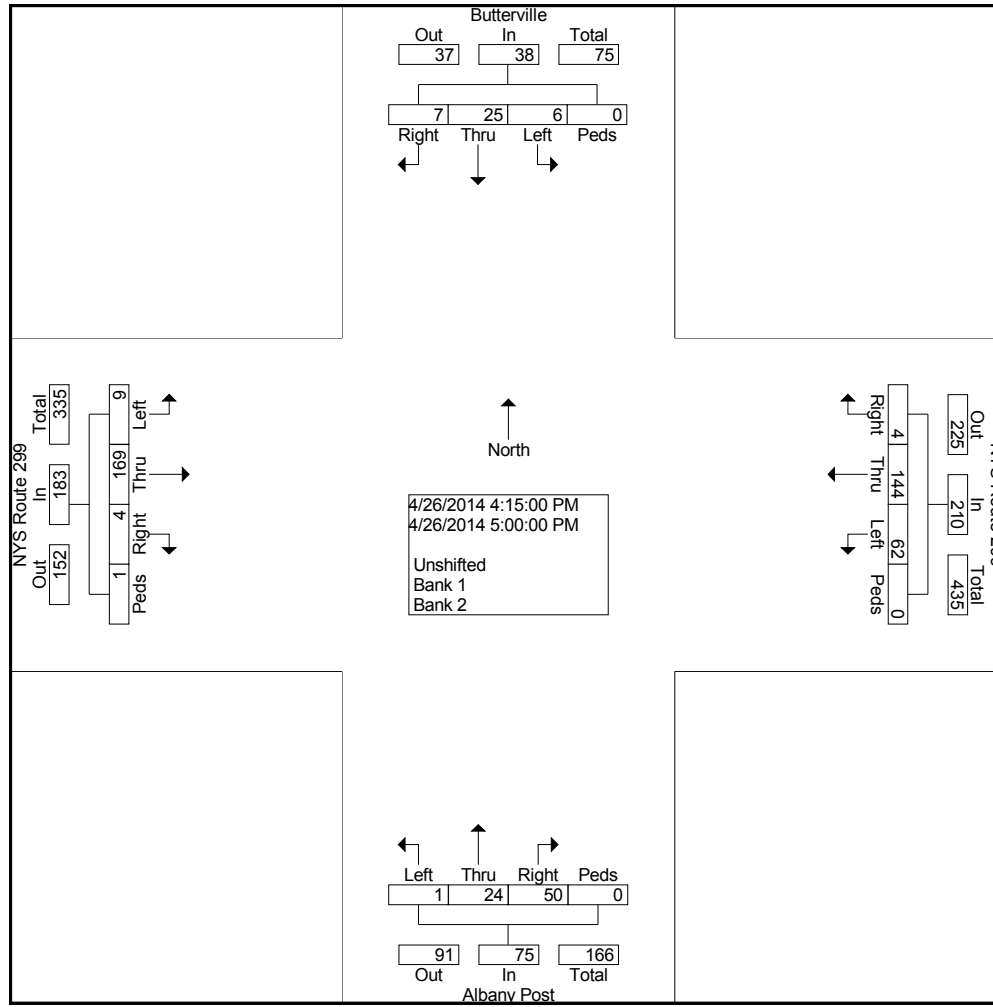 Butterville
Out In Total
37 38 75
7 25 6 0
Right Thru Left Peds
NYS Route 299
Out In Total
152 183 335
1 4 169 9
Peds Right Thru Left
North
4/26/2014 4:15:00 PM
4/26/2014 5:00:00 PM
Unshifted
Bank 1
Bank 2
Out In Total
225 210 435
4 144 62 0
Right Thru Left Peds
Left Thru Right Peds
1 24 50 0
91 75 166
Out In Total
Albany Post